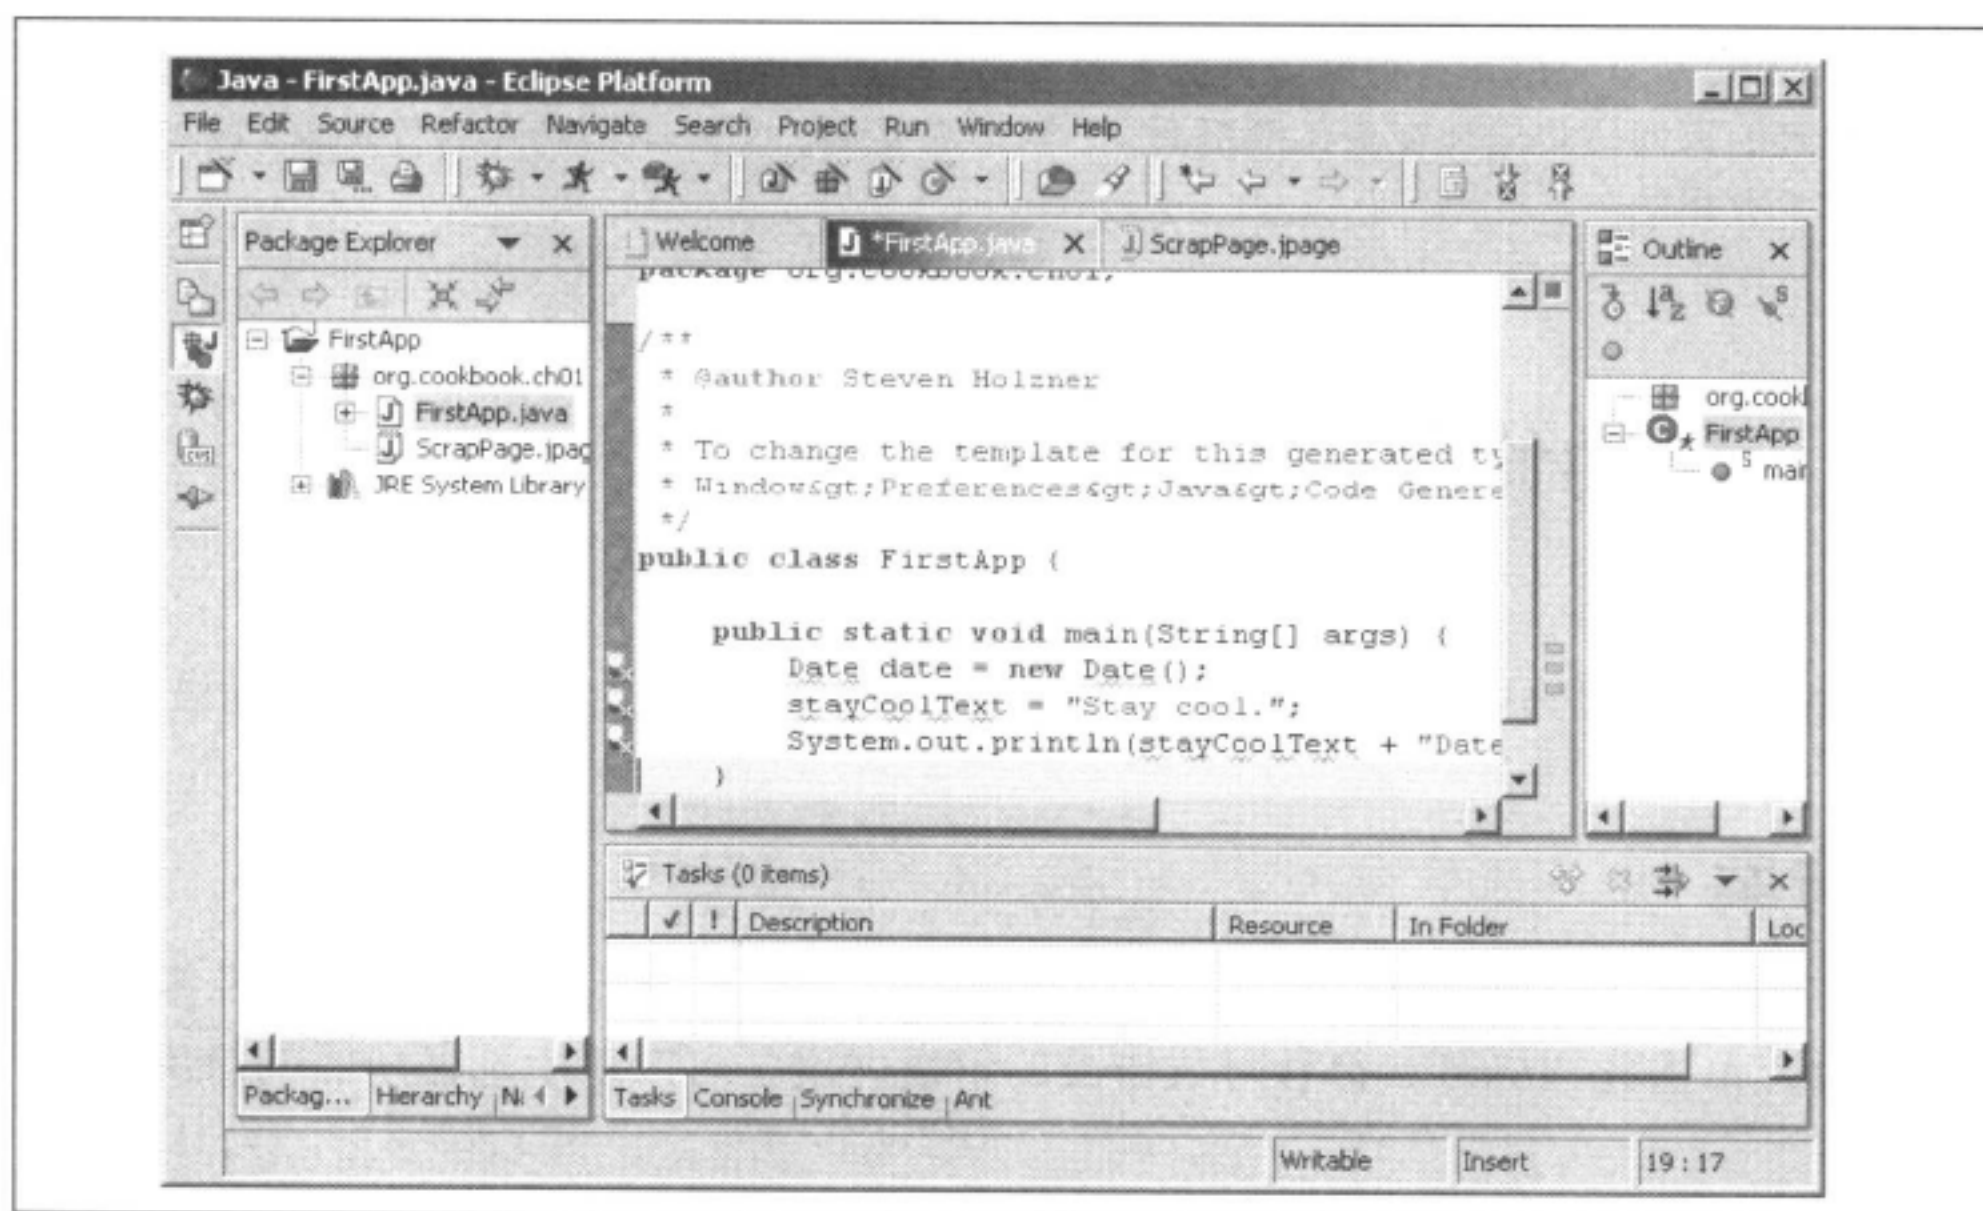 Java - FirstApp.java - Eclipse Platform
File Edit Source Refactor Navigate Search Project Run Window Help
Package Explorer
FirstApp
org.cookbook.ch01
FirstApp.java
ScrapPage.jpag
JRE System Library
Packag... Hierarchy
Welcome *FirstApp.java ScrapPage.jpage
package org.cookbook.ch01;
/**
* @author Steven Holzner
*
* To change the template for this generated ty
* Window&gt;Preferences&gt;Java&gt;Code Genera
*/
public class FirstApp {
public static void main(String[] args) {
Date date = new Date();
stayCoolText = "Stay cool.";
System.out.println(stayCoolText + "Date
}
Outline
org.cook
FirstApp
main
Tasks (0 items)
! Description Resource In Folder Loc
Tasks Console Synchronize Ant
Writable Insert 19 : 17